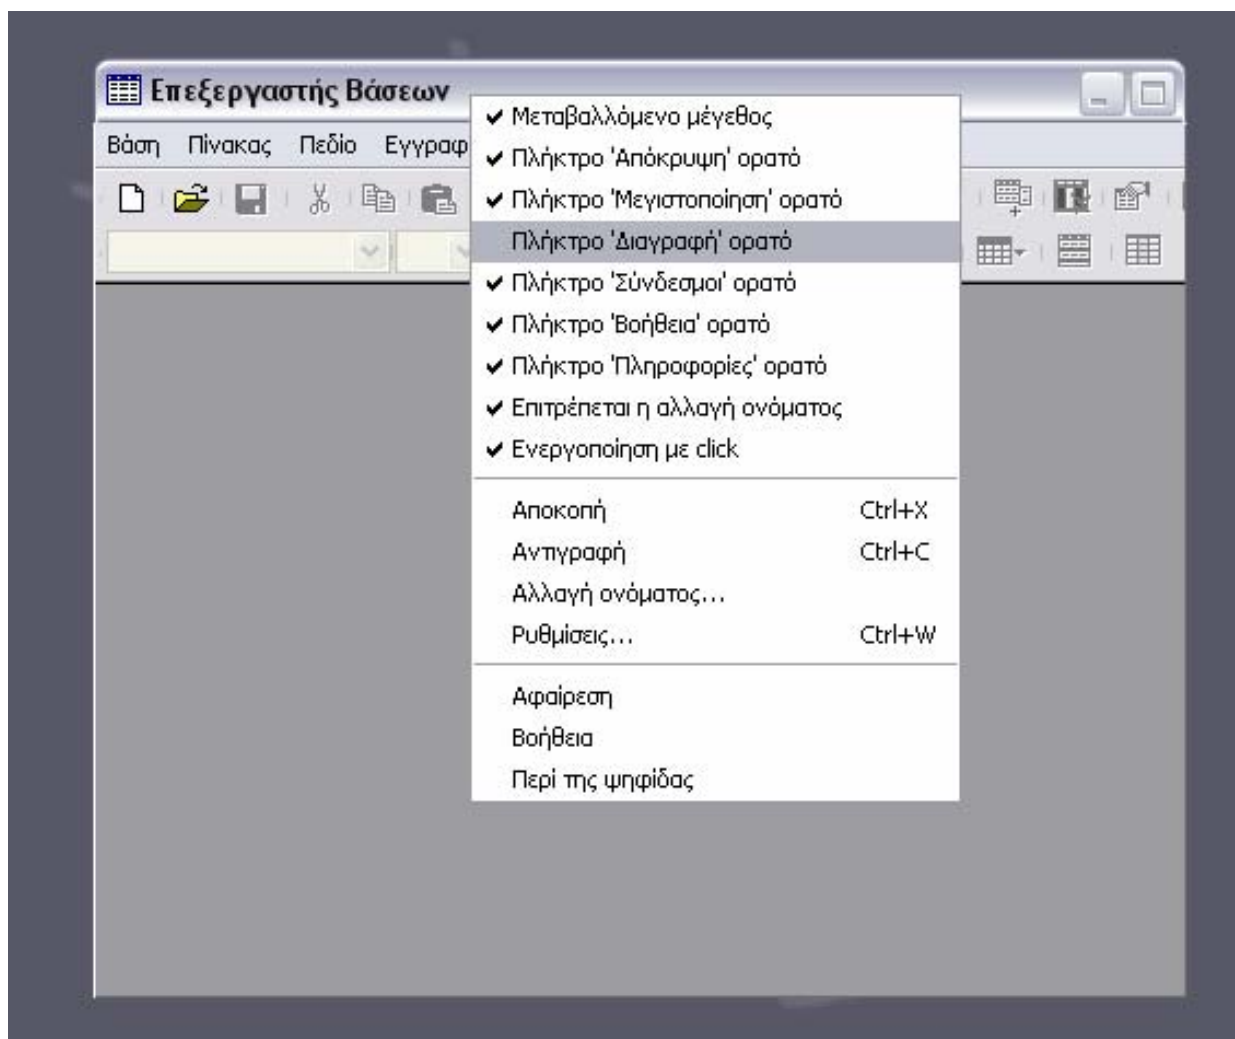 Επεξεργαστής Βάσεων
Βάση Πίνακας Πεδίο Εγγραφ
Μεταβαλλόμενο μέγεθος
Πλήκτρο 'Απόκρυψη' ορατό
Πλήκτρο 'Μεγιστοποίηση' ορατό
Πλήκτρο 'Διαγραφή' ορατό
Πλήκτρο 'Σύνδεσμοι' ορατό
Πλήκτρο 'Βοήθεια' ορατό
Πλήκτρο 'Πληροφορίες' ορατό
Επιτρέπεται η αλλαγή ονόματος
Ενεργοποίηση με click
Αποκοπή Ctrl+X
Αντιγραφή Ctrl+C
Αλλαγή ονόματος...
Ρυθμίσεις... Ctrl+W
Αφαίρεση
Βοήθεια
Περί της ψηφίδας